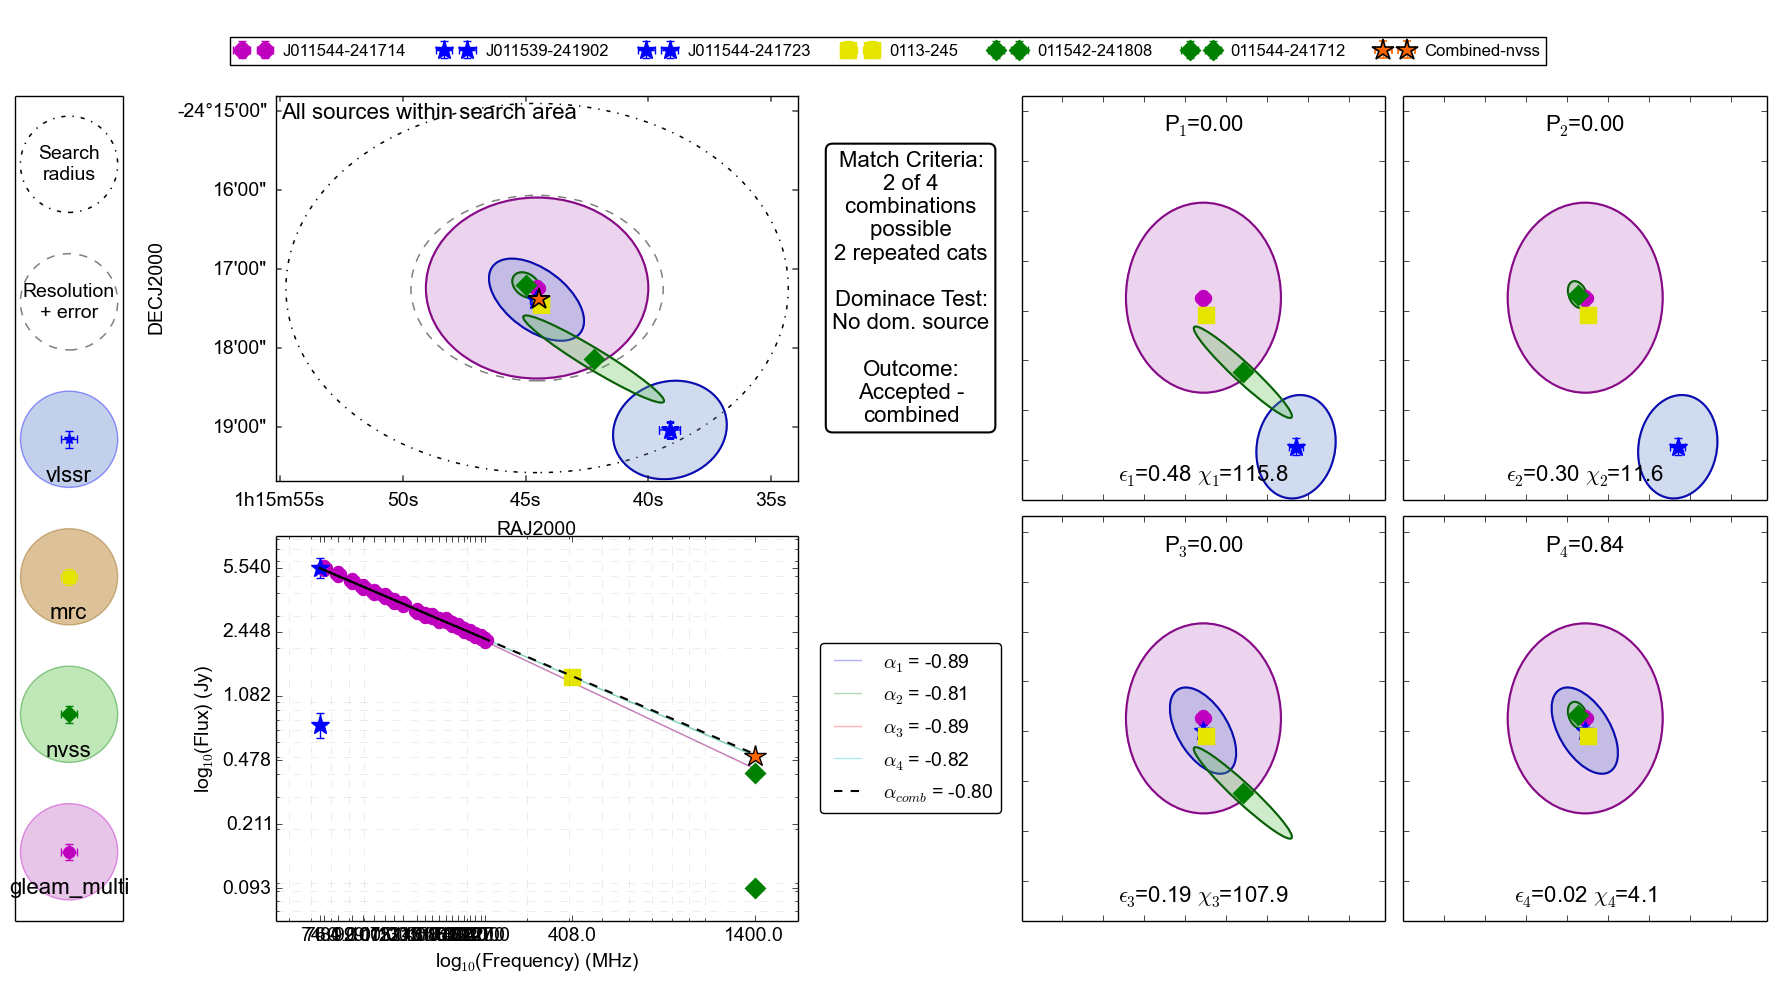 J011544-241714 J011539-241902 J011544-241723 0113-245 011542-241808 011544-241712 Combined-nvss
Search
radius
Resolution
+ error
vlssr
mrc
nvss
gleam_multi
All sources within search area
-24°15'00"
16'00"
17'00"
18'00"
19'00"
DECJ2000
1h15m55s 50s 45s 40s 35s
RAJ2000
Match Criteria:
2 of 4
combinations
possible
2 repeated cats
Dominace Test:
No dom. source
Outcome:
Accepted -
combined
P1=0.00
ϵ1=0.48 χ1=115.8
P2=0.00
ϵ2=0.30 χ2=11.6
5.540
2.448
1.082
0.478
0.211
0.093
log10(Flux) (Jy)
408.0 1400.0
log10(Frequency) (MHz)
α1 = -0.89
α2 = -0.81
α3 = -0.89
α4 = -0.82
αcomb = -0.80
P3=0.00
ϵ3=0.19 χ3=107.9
P4=0.84
ϵ4=0.02 χ4=4.1